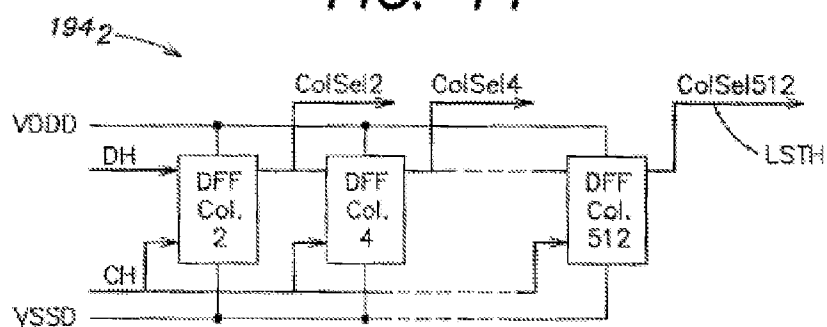 194₂
ColSel2
ColSel4
ColSel512
VDDD
DH
LSTH
DFF
Col.
2
DFF
Col.
4
DFF
Col.
512
CH
VSSD